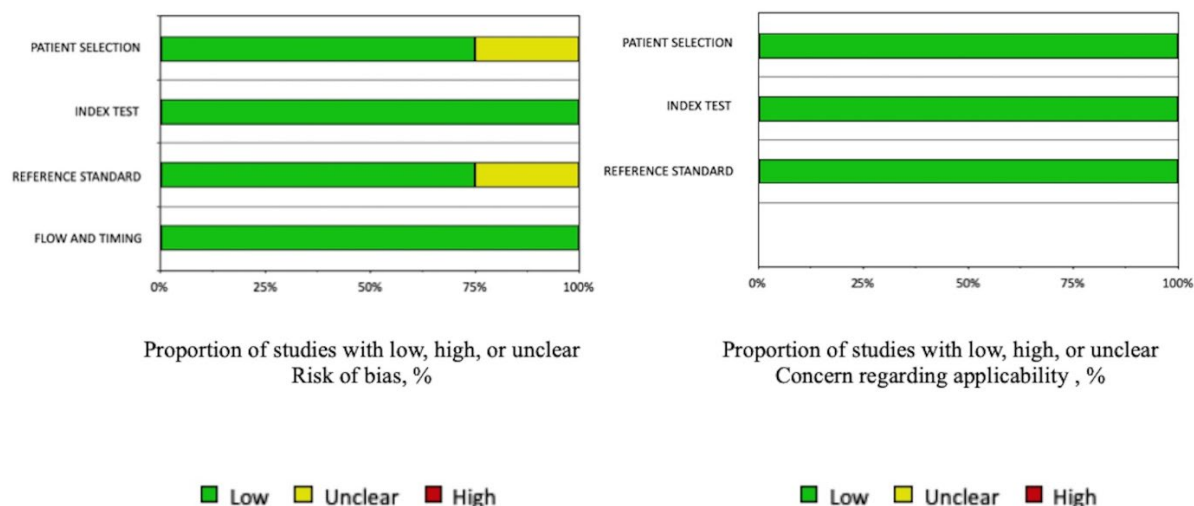 PATIENT SELECTION
INDEX TEST
REFERENCE STANDARD
FLOW AND TIMING
0% 25% 50% 75% 100%
Proportion of studies with low, high, or unclear
Risk of bias, %
Low Unclear High
PATIENT SELECTION
INDEX TEST
REFERENCE STANDARD
0% 25% 50% 75% 100%
Proportion of studies with low, high, or unclear
Concern regarding applicability , %
Low Unclear High